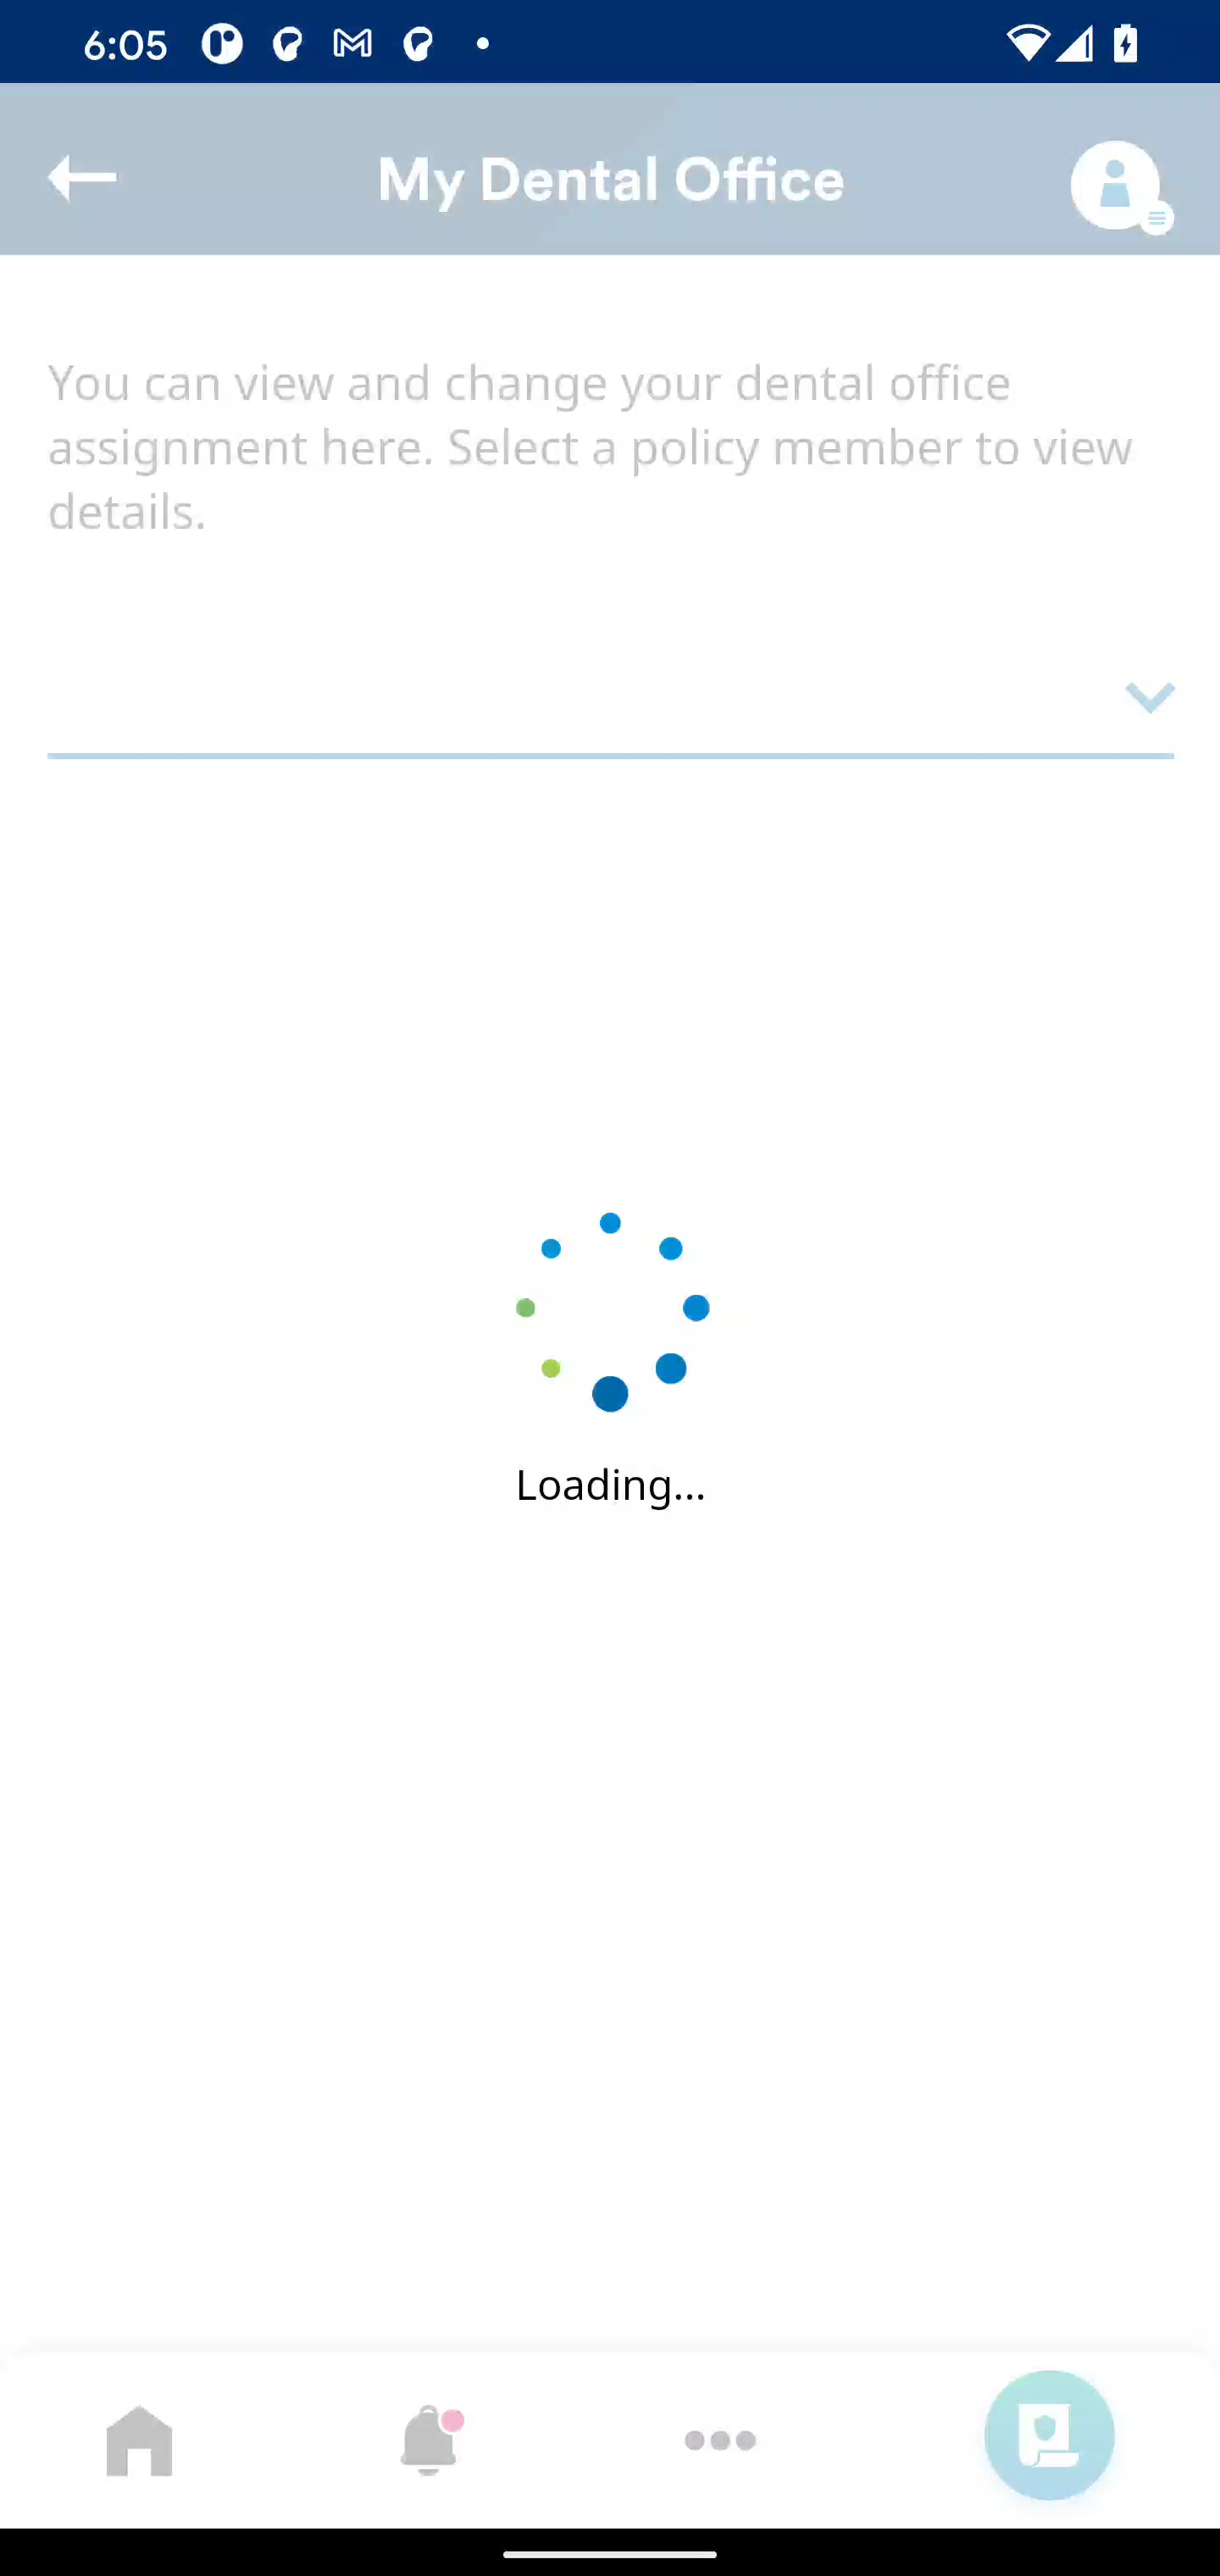 6:05
My Dental Office
You can view and change your dental office
assignment here. Select a policy member to view
details.
Loading...